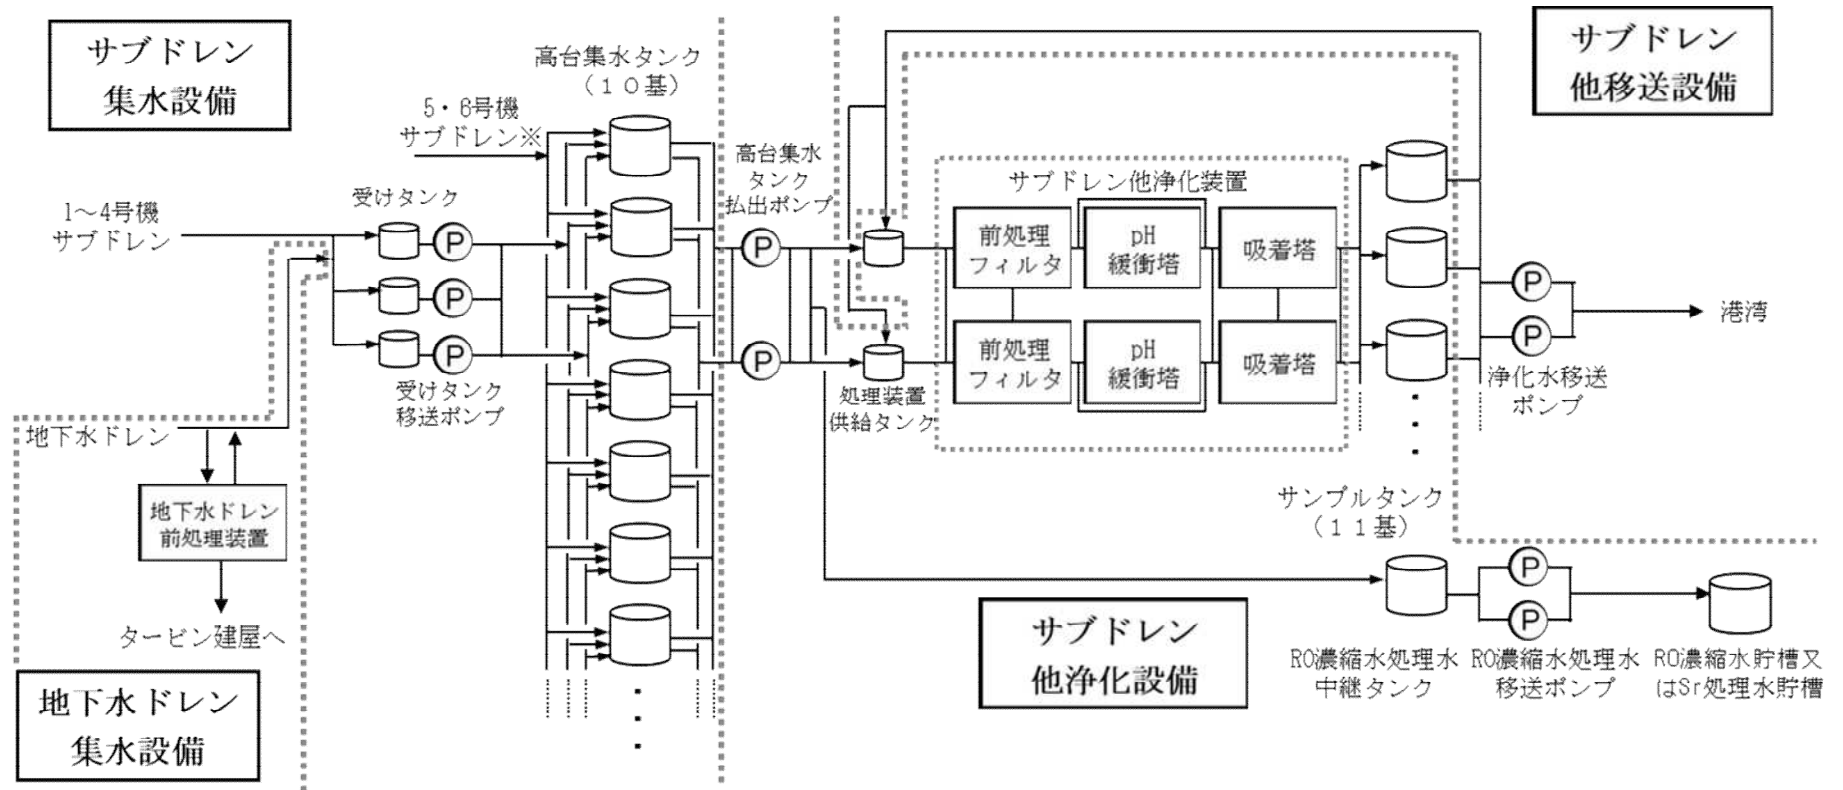 サブドレン
集水設備
高台集水タンク
（１０基）
5・6号機
サブドレン※
受けタンク
1～4号機
サブドレン
P
P
P
受けタンク
移送ポンプ
地下水ドレン
地下水ドレン
前処理装置
タービン建屋へ
地下水ドレン
集水設備
高台集水
タンク
払出ポンプ
P
P
処理装置
供給タンク
サブドレン他浄化装置
前処理
フィルタ
pH
緩衝塔
吸着塔
前処理
フィルタ
pH
緩衝塔
吸着塔
サブドレン
他移送設備
P
P
港湾
浄化水移送
ポンプ
サンプルタンク
（１１基）
サブドレン
他浄化設備
P
P
RO濃縮水処理水
中継タンク
RO濃縮水処理水
移送ポンプ
RO濃縮水貯槽又
はSr処理水貯槽